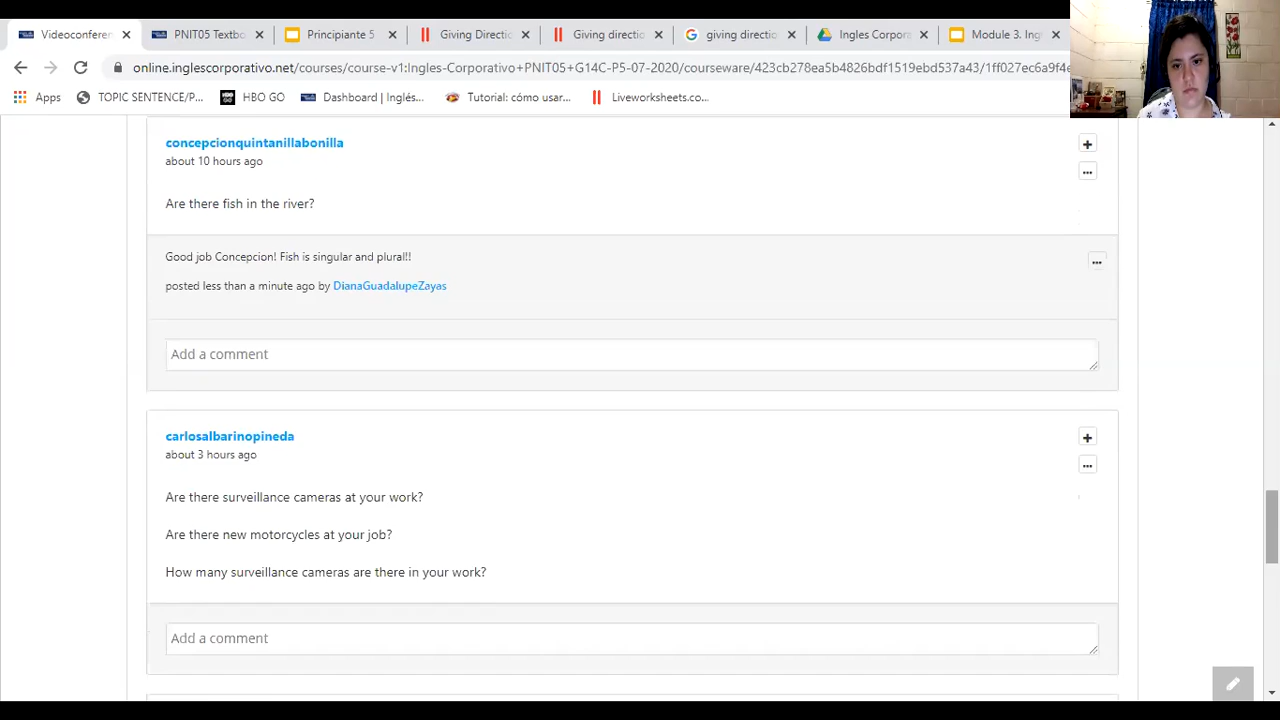 Videoconferen
PNIT05 Textbo
Principiante 5
Giving Directio
Giving directio
giving directio
Ingles Corpora
Module 3. Ing
online.inglescorporativo.net/courses/course-v1:Ingles-Corporativo+PNIT05+G14C-P5-07-2020/courseware/423cb278ea5b4826bdf1519ebd537a43/1ff027ec6a9f4e
Apps
TOPIC SENTENCE/P...
HBO GO
Dashboard | Inglés...
Tutorial: cómo usar...
Liveworksheets.co...
concepcionquintanillabonilla
about 10 hours ago
Are there fish in the river?
Good job Concepcion! Fish is singular and plural!!
posted less than a minute ago by DianaGuadalupeZayas
Add a comment
carlosalbarinopineda
about 3 hours ago
Are there surveillance cameras at your work?
Are there new motorcycles at your job?
How many surveillance cameras are there in your work?
Add a comment